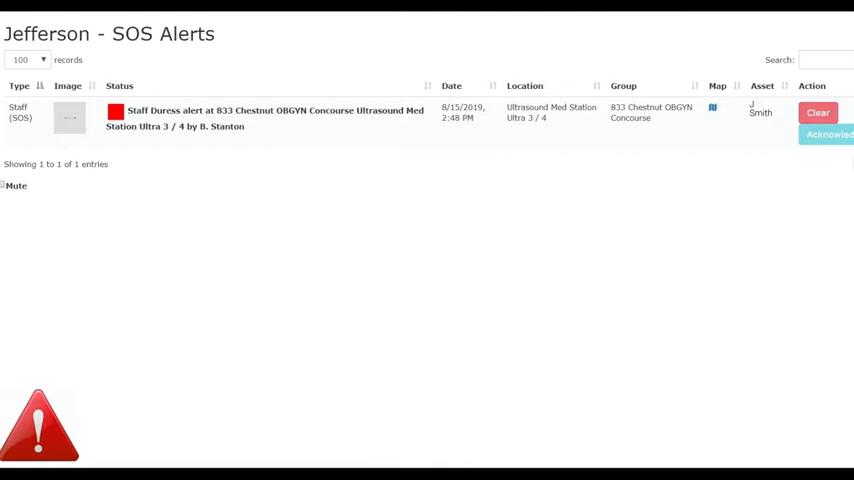 Jefferson - SOS Alerts
100 records
Search:
Type Image Status Date Location Group Map Asset Action
Staff Duress alert at 833 Chestnut OBGYN Concourse Ultrasound Med
Station Ultra 3 / 4 by B. Stanton
Staff
(SOS)
8/15/2019,
2:48 PM
Ultrasound Med Station
Ultra 3 / 4
833 Chestnut OBGYN
Concourse
J
Smith
Clear
Acknowled
Showing 1 to 1 of 1 entries
Mute